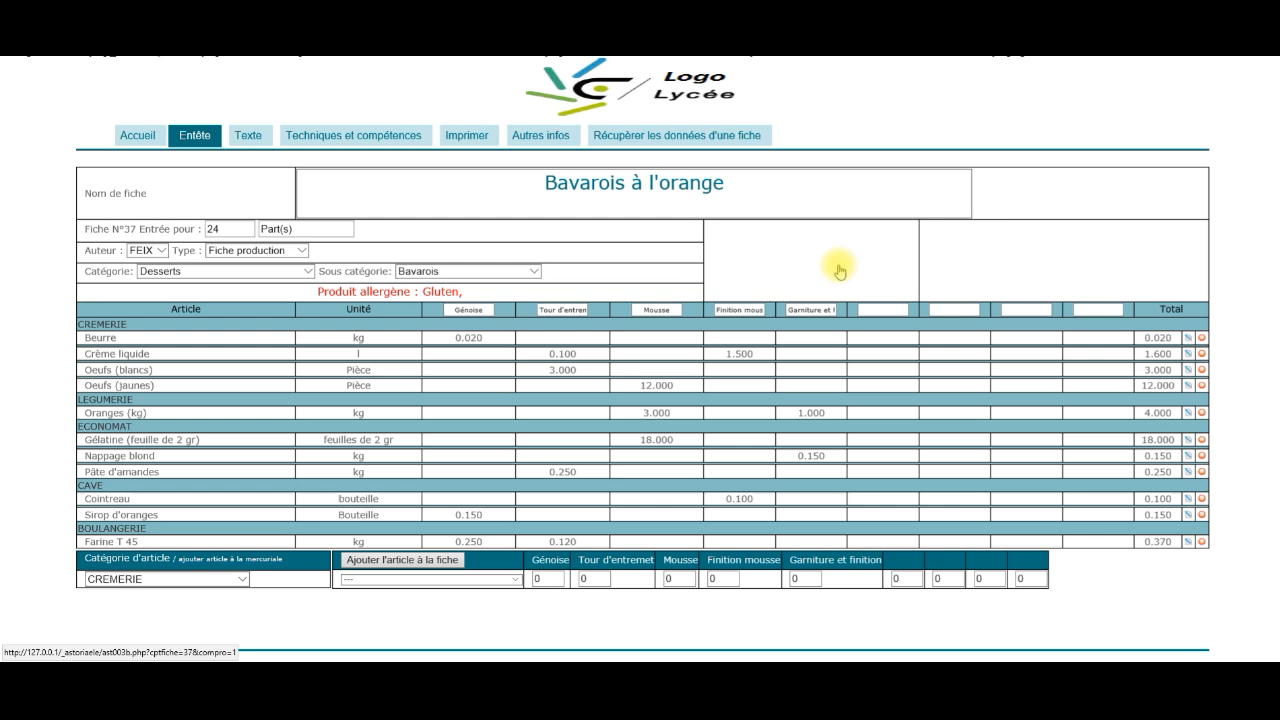 Logo
Lycée
Accueil Entête Texte Techniques et compétences Imprimer Autres infos Récupèrer les données d'une fiche
Nom de fiche Bavarois à l'orange
Fiche N°37 Entrée pour : 24 Part(s)
Auteur : FEIX Type : Fiche production
Catégorie: Desserts Sous catégorie: Bavarois
Produit allergène : Gluten,
Article Unité Génoise Tour d'entren Mousse Finition mous Garniture et f Total
CREMERIE
Beurre kg 0.020 0.020
Crème liquide l 0.100 1.500 1.600
Oeufs (blancs) Pièce 3.000 3.000
Oeufs (jaunes) Pièce 12.000 12.000
LEGUMERIE
Oranges (kg) kg 3.000 1.000 4.000
ECONOMAT
Gélatine (feuille de 2 gr) feuilles de 2 gr 18.000 18.000
Nappage blond kg 0.150 0.150
Pâte d'amandes kg 0.250 0.250
CAVE
Cointreau bouteille 0.100 0.100
Sirop d'oranges Bouteille 0.150 0.150
BOULANGERIE
Farine T 45 kg 0.250 0.120 0.370
Catégorie d'article / ajouter article à la mercuriale Ajouter l'article à la fiche Génoise Tour d'entremet Mousse Finition mousse Garniture et finition
CREMERIE --- 0 0 0 0 0 0 0 0 0
http://127.0.0.1/_astoriaele/ast003b.php?cptfiche=37&compro=1